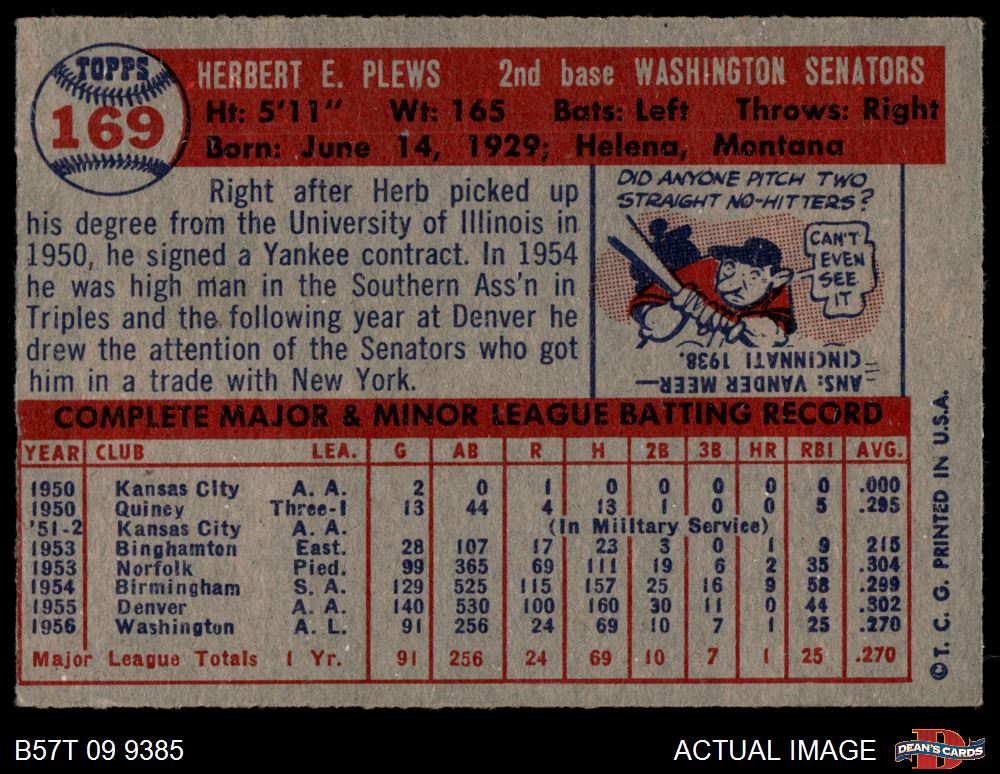 TOPPS
169
HERBERT E. PLEWS 2nd base WASHINGTON SENATORS
Ht: 5'11" Wt: 165 Bats: Left Throws: Right
Born: June 14, 1929; Helena, Montana
Right after Herb picked up
his degree from the University of Illinois in
1950, he signed a Yankee contract. In 1954
he was high man in the Southern Ass'n in
Triples and the following year at Denver he
drew the attention of the Senators who got
him in a trade with New York.
DID ANYONE PITCH TWO
STRAIGHT NO-HITTERS?
CAN'T
EVEN
SEE
IT
ANS: VANDER MEER—
CINCINNATI 1938.
COMPLETE MAJOR & MINOR LEAGUE BATTING RECORD
YEAR CLUB LEA. G AB R H 2B 3B HR RBI AVG.
1950 Kansas City A. A. 2 0 1 0 0 0 0 0 .000
1950 Quincy Three-I 13 44 4 13 1 0 0 5 .295
'51-2 Kansas City A. A. (In Miiltary Service)
1953 Binghamton East. 28 107 17 23 3 0 1 9 215
1953 Norfolk Pied. 99 365 69 111 19 6 2 35 .304
1954 Birmingham S. A. 129 525 115 157 25 16 9 58 .299
1955 Denver A. A. 140 530 100 160 30 11 0 44 .302
1956 Washington A. L. 91 256 24 69 10 7 1 25 .270
Major League Totals 1 Yr. 91 256 24 69 10 7 1 25 .270
©T. C. G. PRINTED IN U.S.A.
B57T 09 9385
ACTUAL IMAGE
DEAN'S CARDS